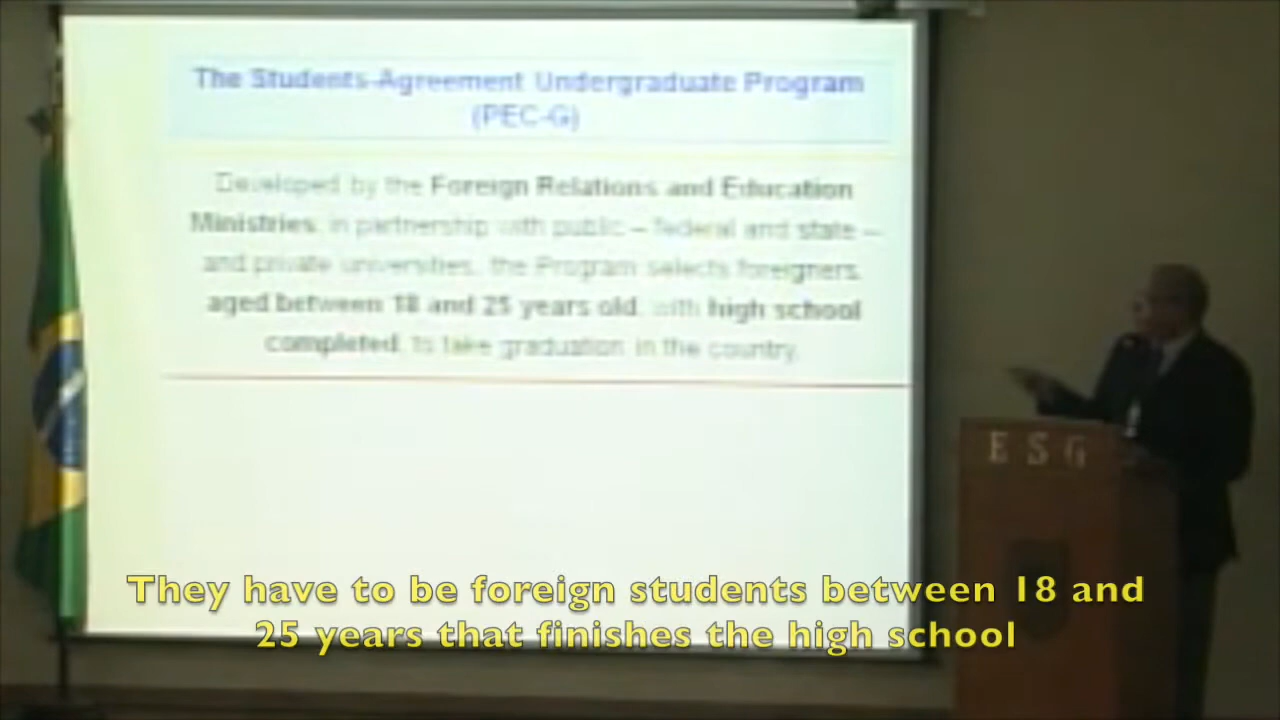 The Students-Agreement Undergraduate Program
(PEC-G)
Developed by the Foreign Relations and Education
Ministries, in partnership with public – federal and state –
and private universities, the Program selects foreigners,
aged between 18 and 25 years old, with high school
completed, to take graduation in the country.
E S G
They have to be foreign students between 18 and
25 years that finishes the high school